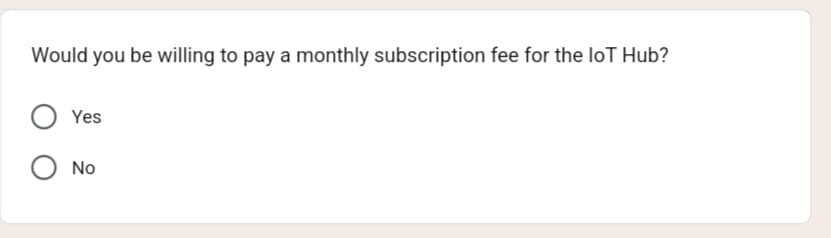 Would you be willing to pay a monthly subscription fee for the IoT Hub?
Yes
No